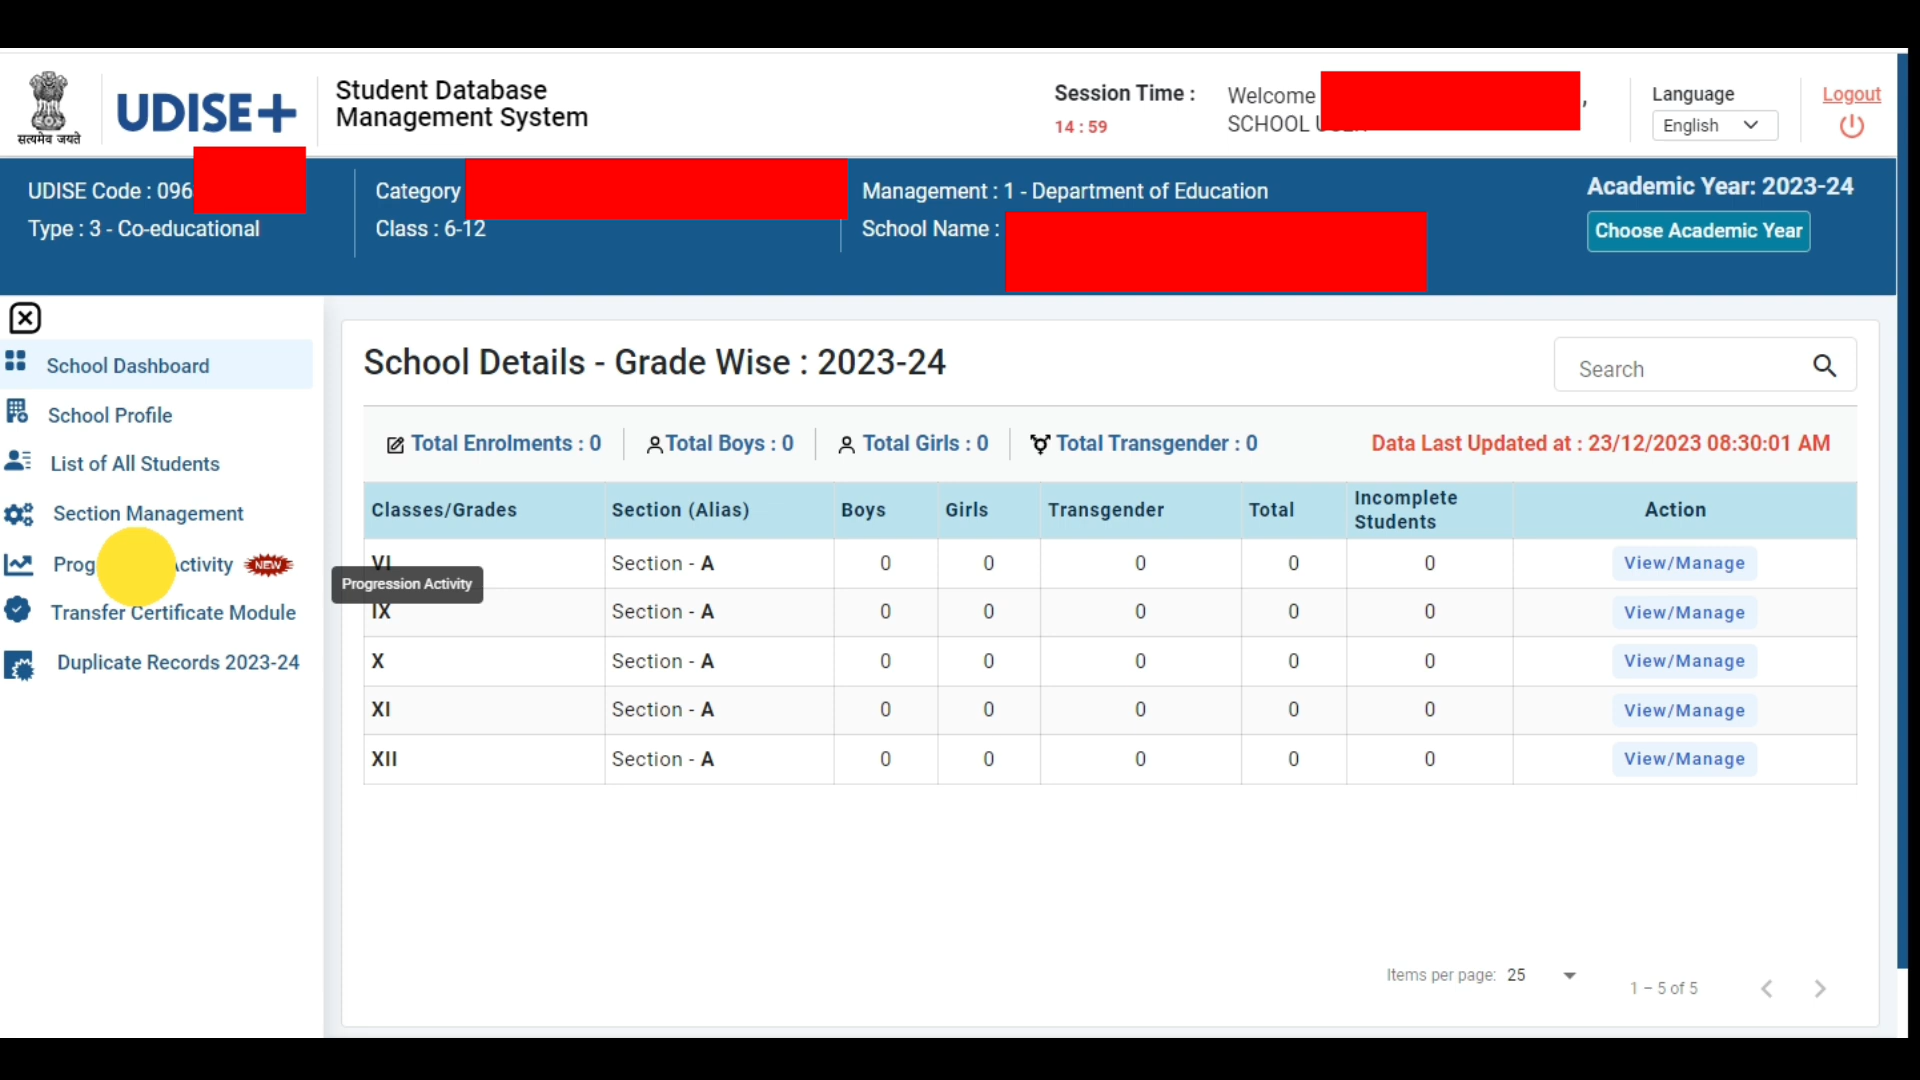 सत्यमेव जयते
UDISE+
Student Database
Management System
Session Time :
14 : 59
Welcome ,
SCHOOL
Language
English
Logout
UDISE Code : 096
Type : 3 - Co-educational
Category
Class : 6-12
Management : 1 - Department of Education
School Name :
Academic Year: 2023-24
Choose Academic Year
School Dashboard
School Profile
List of All Students
Section Management
NEW
Transfer Certificate Module
Duplicate Records 2023-24
Progression Activity
School Details - Grade Wise : 2023-24
Search
Total Enrolments : 0
Total Boys : 0
Total Girls : 0
Total Transgender : 0
Data Last Updated at : 23/12/2023 08:30:01 AM
Classes/Grades Section (Alias) Boys Girls Transgender Total Incomplete Students Action
VI Section - A 0 0 0 0 0 View/Manage
IX Section - A 0 0 0 0 0 View/Manage
X Section - A 0 0 0 0 0 View/Manage
XI Section - A 0 0 0 0 0 View/Manage
XII Section - A 0 0 0 0 0 View/Manage
Items per page: 25
1 – 5 of 5